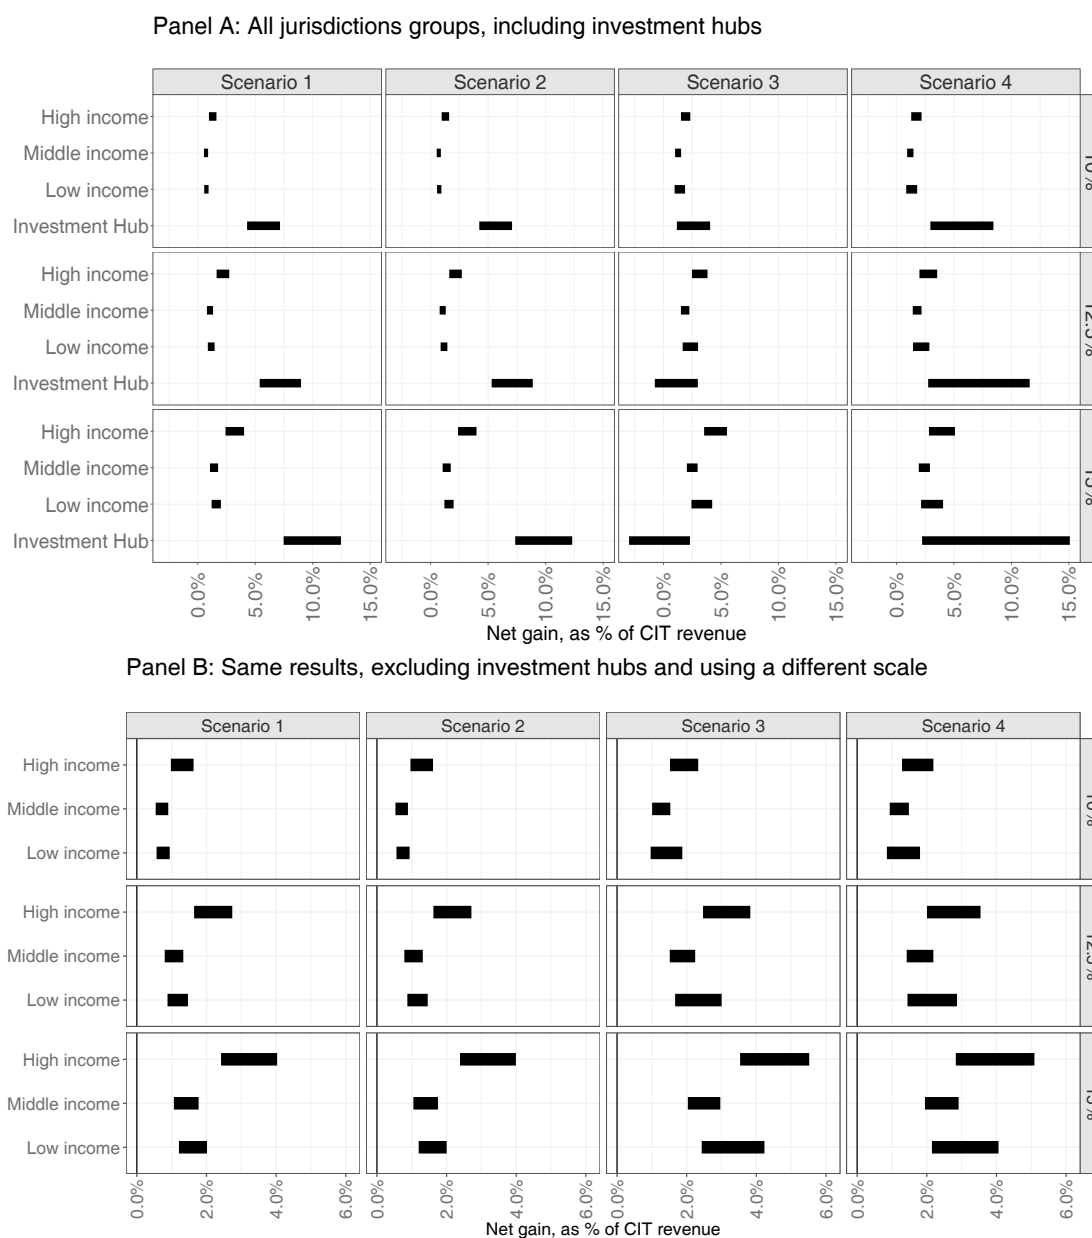 Panel A: All jurisdictions groups, including investment hubs
Scenario 1 Scenario 2 Scenario 3 Scenario 4
High income
Middle income
Low income
Investment Hub
High income
Middle income
Low income
Investment Hub
High income
Middle income
Low income
Investment Hub
0.0% 5.0% 10.0% 15.0% 0.0% 5.0% 10.0% 15.0% 0.0% 5.0% 10.0% 15.0% 0.0% 5.0% 10.0% 15.0%
Net gain, as % of CIT revenue
Panel B: Same results, excluding investment hubs and using a different scale
Scenario 1 Scenario 2 Scenario 3 Scenario 4
High income
Middle income
Low income
High income
Middle income
Low income
High income
Middle income
Low income
0.0% 2.0% 4.0% 6.0% 0.0% 2.0% 4.0% 6.0% 0.0% 2.0% 4.0% 6.0% 0.0% 2.0% 4.0% 6.0%
Net gain, as % of CIT revenue